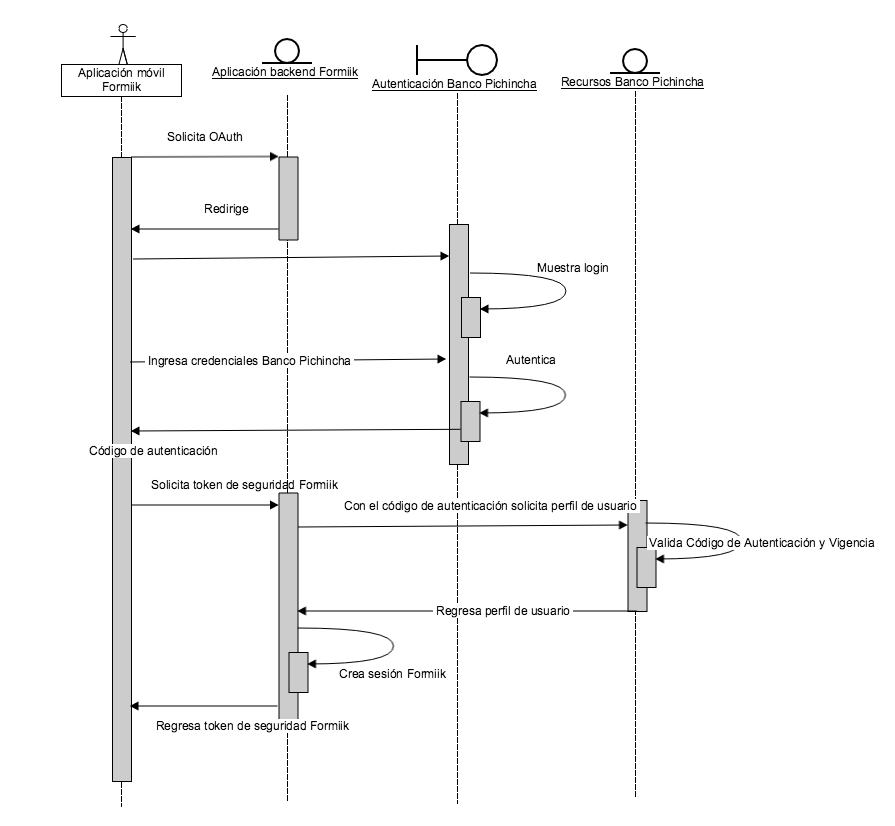 Aplicación móvil
Formiik
Aplicación backend Formiik
Autenticación Banco Pichincha
Recursos Banco Pichincha
Solicita OAuth
Redirige
Muestra login
Ingresa credenciales Banco Pichincha
Autentica
Código de autenticación
Solicita token de seguridad Formiik
Con el código de autenticación solicita perfil de usuario
Valida Código de Autenticación y Vigencia
Regresa perfil de usuario
Crea sesión Formiik
Regresa token de seguridad Formiik